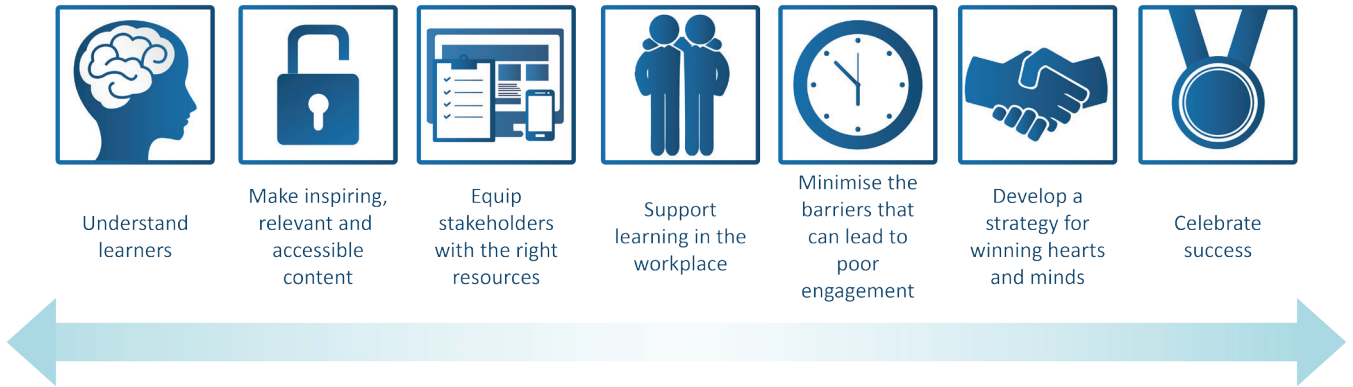 Understand
learners
Make inspiring,
relevant and
accessible
content
Equip
stakeholders
with the right
resources
Support
learning in the
workplace
Minimise the
barriers that
can lead to
poor
engagement
Develop a
strategy for
winning hearts
and minds
Celebrate
success